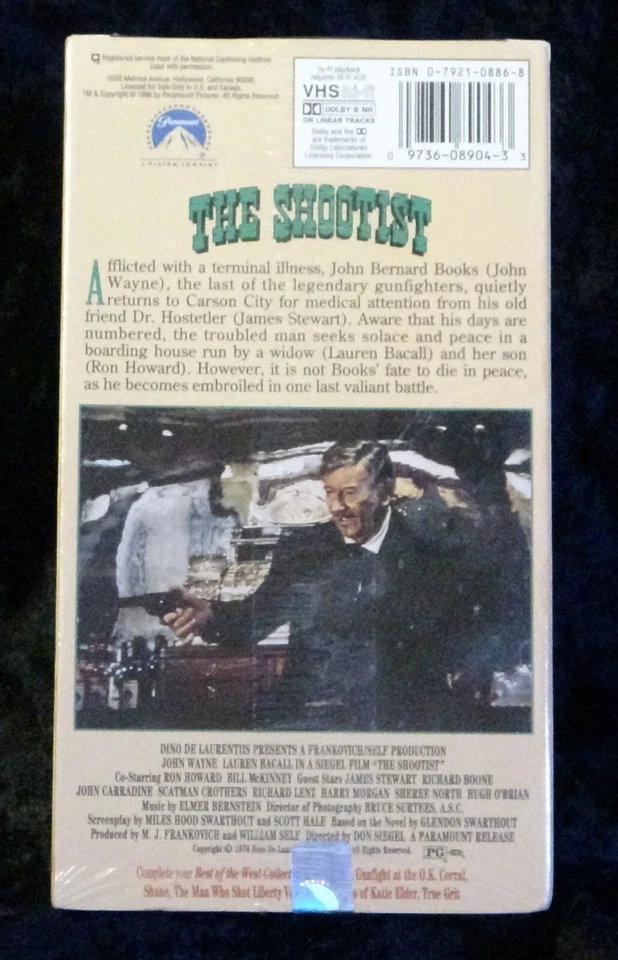 Registered service mark of the National Captioning Institute
Used with permission.
5555 Melrose Avenue, Hollywood, California 90038.
Licensed for Sale Only in U.S. and Canada.
TM & Copyright © 1996 by Paramount Pictures. All Rights Reserved.
Paramount
A VIACOM COMPANY
hi-fi playback
requires Hi-Fi VCR
VHS hi-fi
DOLBY B NR
ON LINEAR TRACKS
Dolby and the
are trademarks of
Dolby Laboratories
Licensing Corporation.
ISBN 0-7921-0886-8
0 9736-08904-3 3
THE SHOOTIST
Afflicted with a terminal illness, John Bernard Books (John
Wayne), the last of the legendary gunfighters, quietly
returns to Carson City for medical attention from his old
friend Dr. Hostetler (James Stewart). Aware that his days are
numbered, the troubled man seeks solace and peace in a
boarding house run by a widow (Lauren Bacall) and her son
(Ron Howard). However, it is not Books' fate to die in peace,
as he becomes embroiled in one last valiant battle.
DINO DE LAURENTIIS PRESENTS A FRANKOVICH/SELF PRODUCTION
JOHN WAYNE LAUREN BACALL IN A SIEGEL FILM "THE SHOOTIST"
Co-Starring RON HOWARD BILL McKINNEY Guest Stars JAMES STEWART RICHARD BOONE
JOHN CARRADINE SCATMAN CROTHERS RICHARD LENZ HARRY MORGAN SHEREE NORTH HUGH O'BRIAN
Music by ELMER BERNSTEIN Director of Photography BRUCE SURTEES, A.S.C.
Screenplay by MILES HOOD SWARTHOUT and SCOTT HALE Based on the Novel by GLENDON SWARTHOUT
Produced by M. J. FRANKOVICH and WILLIAM SELF Directed by DON SIEGEL A PARAMOUNT RELEASE
Copyright © 1976 Dino De All Rights Reserved. PG
Complete your Best of the West Gunfight at the O.K. Corral,
Shane, The Man Who Shot Liberty of Katie Elder, True Grit